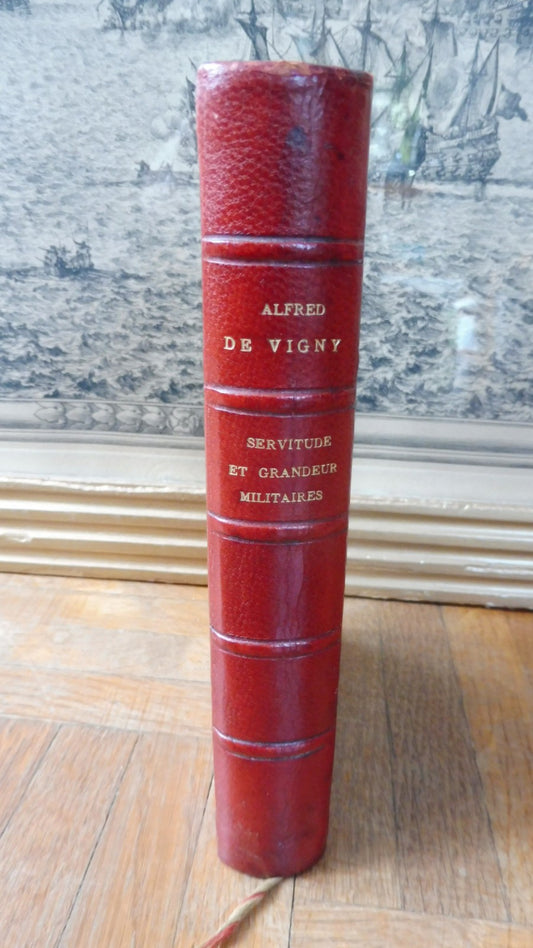 ALFRED
DE VIGNY
SERVITUDE
ET GRANDEUR
MILITAIRES